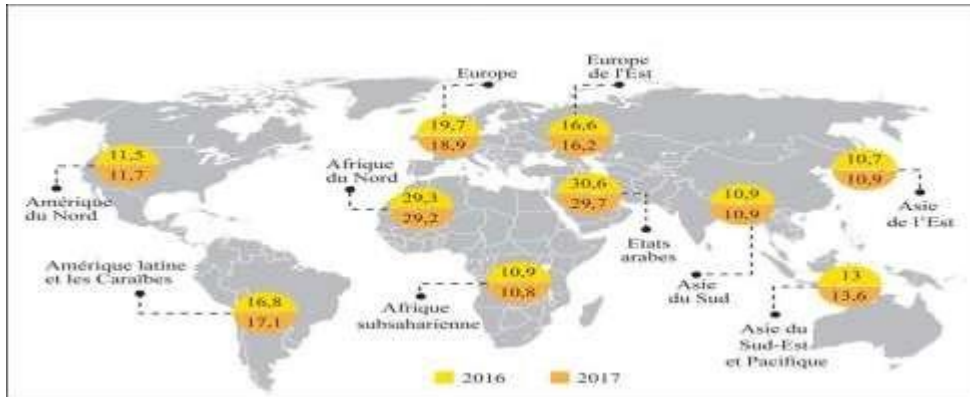 Europe
Europe
de l'Est
19,7
18,9
16,6
16,2
11,5
11,7
Amérique
du Nord
Afrique
du Nord
29,3
29,2
30,6
29,7
Etats
arabes
10,9
10,9
Asie
du Sud
10,7
10,9
Asie
de l'Est
Amérique latine
et les Caraïbes
16,8
17,1
10,9
10,8
Afrique
subsaharienne
13
13,6
Asie du
Sud-Est
et Pacifique
2016
2017